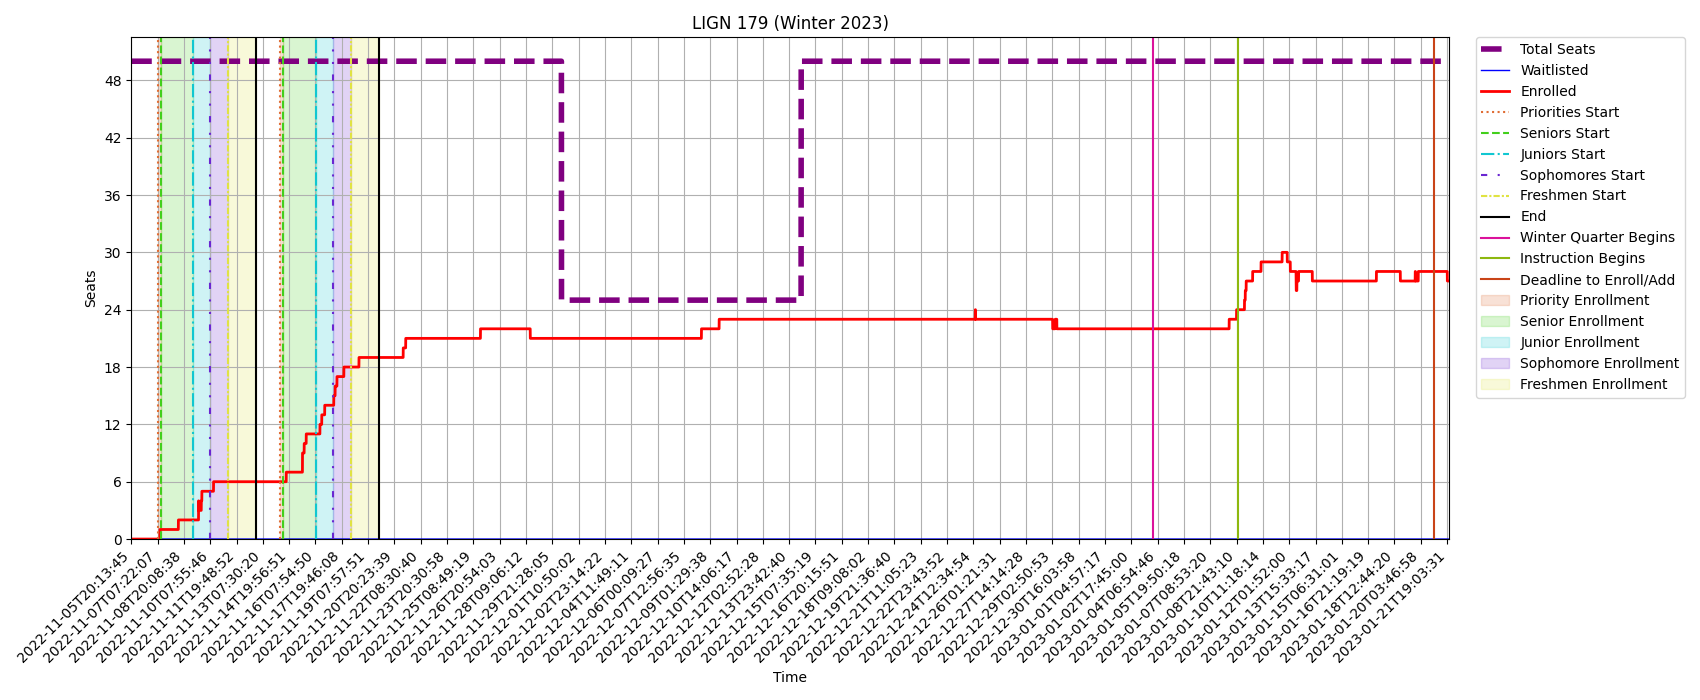 LIGN 179 (Winter 2023)
Seats
48
42
36
30
24
18
12
6
0
2022-11-05T20:13:45
2022-11-07T07:22:07
2022-11-08T20:08:38
2022-11-10T07:55:46
2022-11-11T19:48:52
2022-11-13T07:30:20
2022-11-14T19:56:51
2022-11-16T07:54:50
2022-11-17T19:46:08
2022-11-19T07:57:51
2022-11-20T20:23:39
2022-11-22T08:30:40
2022-11-23T20:30:58
2022-11-25T08:49:19
2022-11-26T20:54:03
2022-11-28T09:06:12
2022-11-29T21:28:05
2022-12-01T10:50:02
2022-12-02T23:14:22
2022-12-04T11:49:11
2022-12-06T00:09:27
2022-12-07T12:56:35
2022-12-09T01:29:38
2022-12-10T14:06:17
2022-12-12T02:52:28
2022-12-13T23:42:40
2022-12-15T07:35:19
2022-12-16T20:15:51
2022-12-18T09:08:02
2022-12-19T21:36:40
2022-12-21T11:05:23
2022-12-22T23:43:52
2022-12-24T12:34:54
2022-12-26T01:21:31
2022-12-27T14:14:28
2022-12-29T02:50:53
2022-12-30T16:03:58
2023-01-01T04:57:17
2023-01-02T17:45:00
2023-01-04T06:54:46
2023-01-05T19:50:18
2023-01-07T08:53:20
2023-01-08T21:43:10
2023-01-10T11:18:14
2023-01-12T01:52:00
2023-01-13T15:33:17
2023-01-15T06:31:01
2023-01-16T21:19:19
2023-01-18T12:44:20
2023-01-20T03:46:58
2023-01-21T19:03:31
Time
Total Seats
Waitlisted
Enrolled
Priorities Start
Seniors Start
Juniors Start
Sophomores Start
Freshmen Start
End
Winter Quarter Begins
Instruction Begins
Deadline to Enroll/Add
Priority Enrollment
Senior Enrollment
Junior Enrollment
Sophomore Enrollment
Freshmen Enrollment